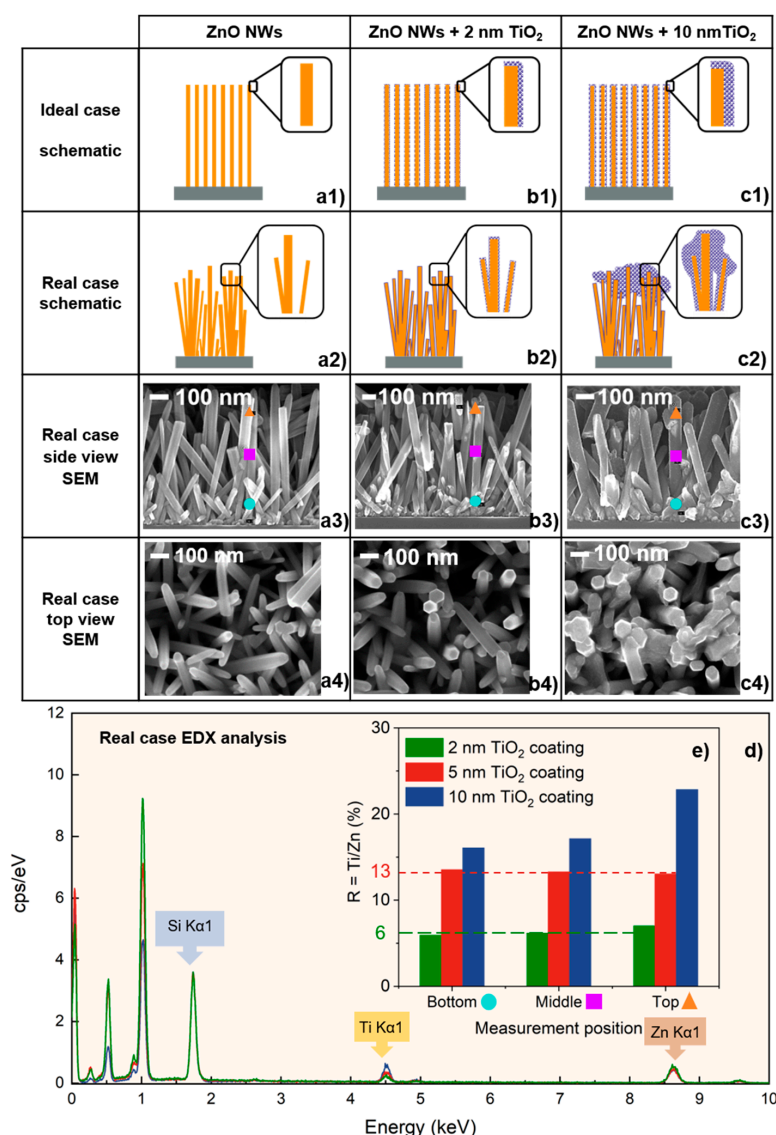 ZnO NWs
ZnO NWs + 2 nm TiO₂
ZnO NWs + 10 nmTiO₂
Ideal case
schematic
a1)
b1)
c1)
Real case
schematic
a2)
b2)
c2)
Real case
side view
SEM
100 nm
a3)
100 nm
b3)
100 nm
c3)
Real case
top view
SEM
100 nm
a4)
100 nm
b4)
100 nm
c4)
Real case EDX analysis
d)
12
10
8
6
4
2
0
cps/eV
Si Kα1
Ti Kα1
Zn Kα1
0 1 2 3 4 5 6 7 8 9 10
Energy (keV)
e)
2 nm TiO₂ coating
5 nm TiO₂ coating
10 nm TiO₂ coating
30
20
13
10
6
0
R = Ti/Zn (%)
Bottom
Middle
Top
Measurement position